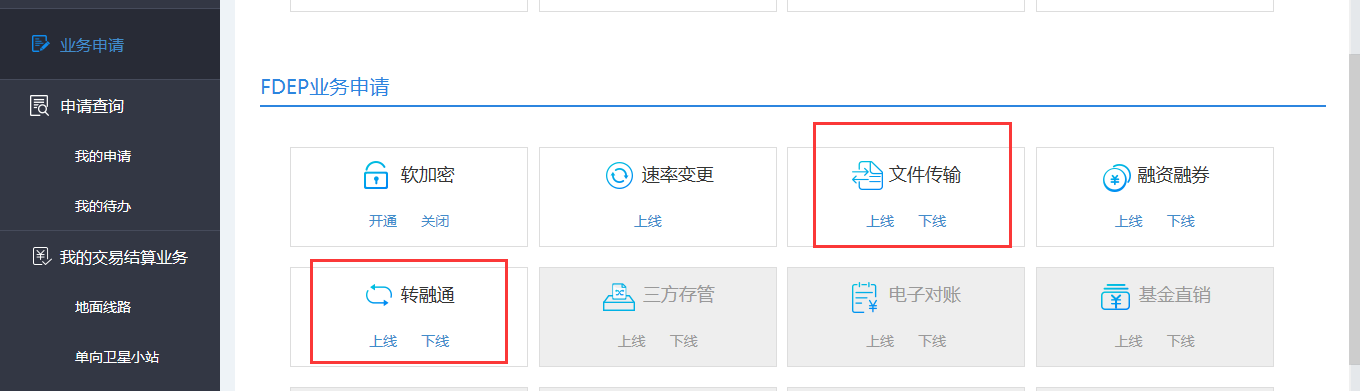 业务申请
申请查询
我的申请
我的待办
我的交易结算业务
地面线路
单向卫星小站
FDEP业务申请
软加密 速率变更 文件传输 融资融券
开通 关闭 上线 上线 下线 上线 下线
转融通 三方存管 电子对账 基金直销
上线 下线 上线 下线 上线 下线 上线 下线